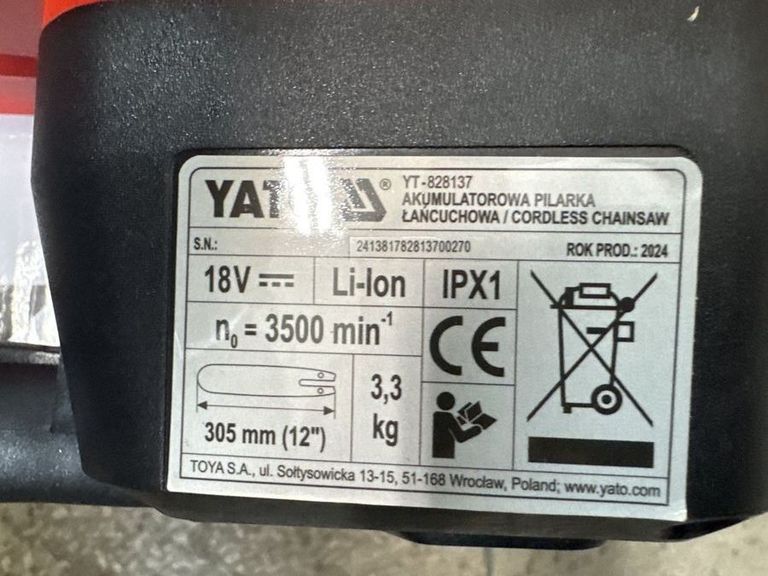 YATO®
YT-828137
AKUMULATOROWA PILARKA
ŁAŃCUCHOWA / CORDLESS CHAINSAW
S.N.: 241381782813700270 ROK PROD.: 2024
18V Li-Ion IPX1
n₀ = 3500 min⁻¹
CE
305 mm (12")
3,3
kg
TOYA S.A., ul. Sołtysowicka 13-15, 51-168 Wrocław, Poland; www.yato.com